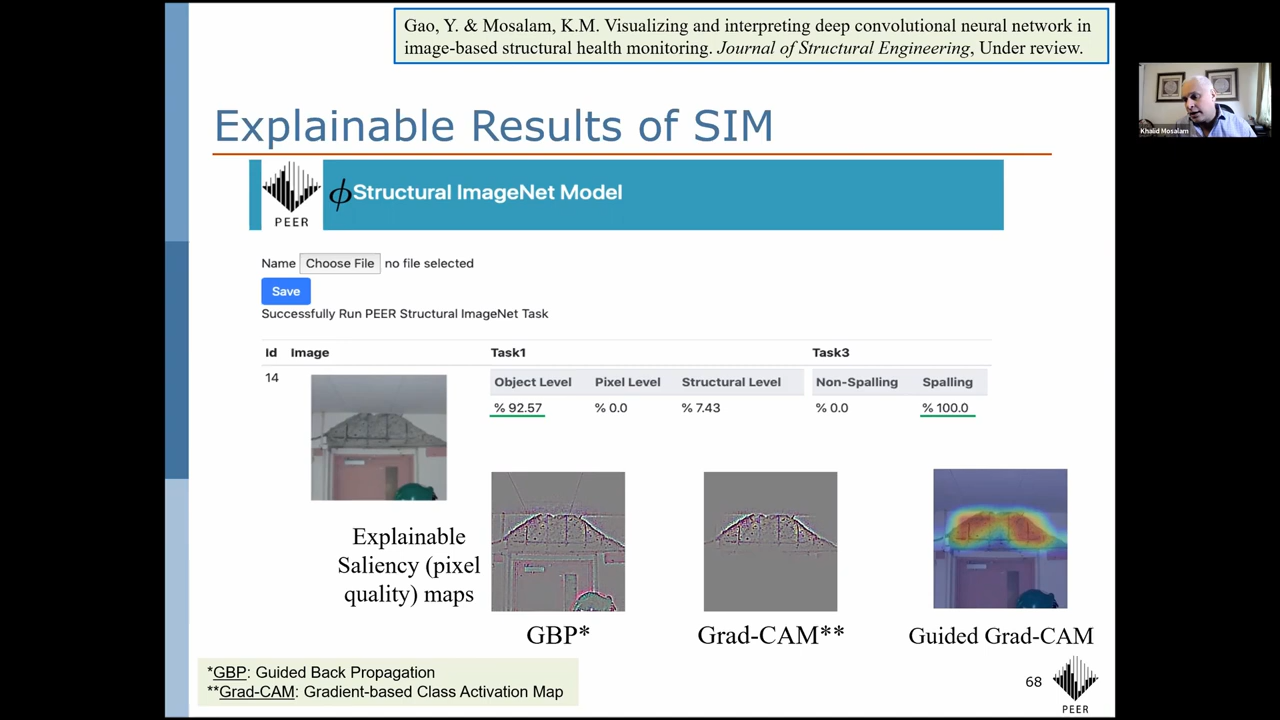 Gao, Y. & Mosalam, K.M. Visualizing and interpreting deep convolutional neural network in
image-based structural health monitoring. Journal of Structural Engineering, Under review.
Khalid Mosalam
Explainable Results of SIM
PEER
ϕStructural ImageNet Model
Name Choose File no file selected
Save
Successfully Run PEER Structural ImageNet Task
Id Image Task1 Task3
14
Object Level Pixel Level Structural Level Non-Spalling Spalling
% 92.57 % 0.0 % 7.43 % 0.0 % 100.0
Explainable
Saliency (pixel
quality) maps
GBP* Grad-CAM** Guided Grad-CAM
*GBP: Guided Back Propagation
**Grad-CAM: Gradient-based Class Activation Map
68
PEER